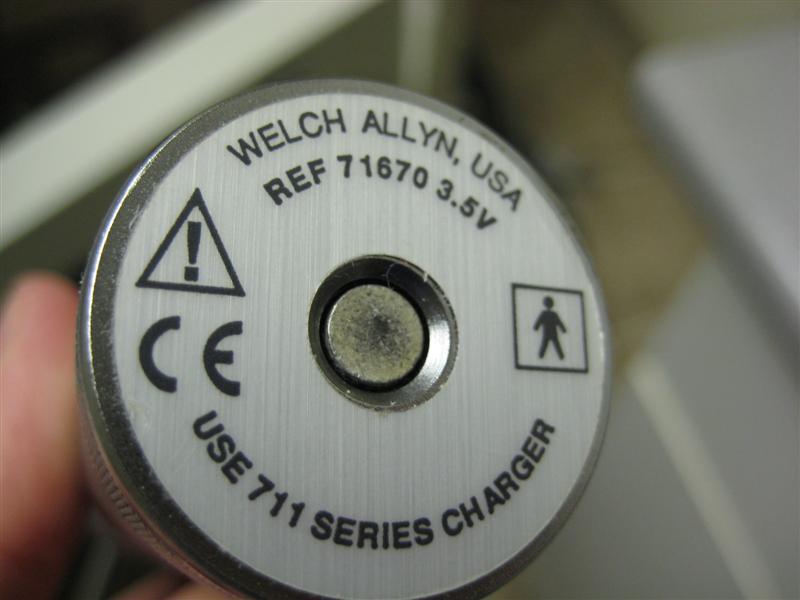 WELCH ALLYN, USA
REF 71670 3.5V
!
CE
USE 711 SERIES CHARGER